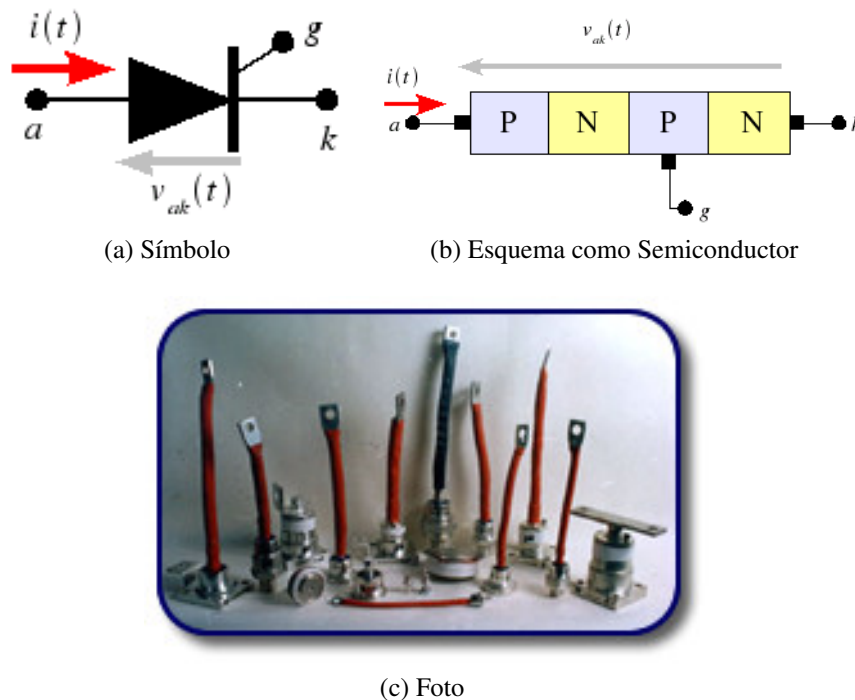 i(t)
g
a
k
v_ak(t)
(a) Símbolo
v_ak(t)
i(t)
a
P N P N
k
g
(b) Esquema como Semiconductor
(c) Foto